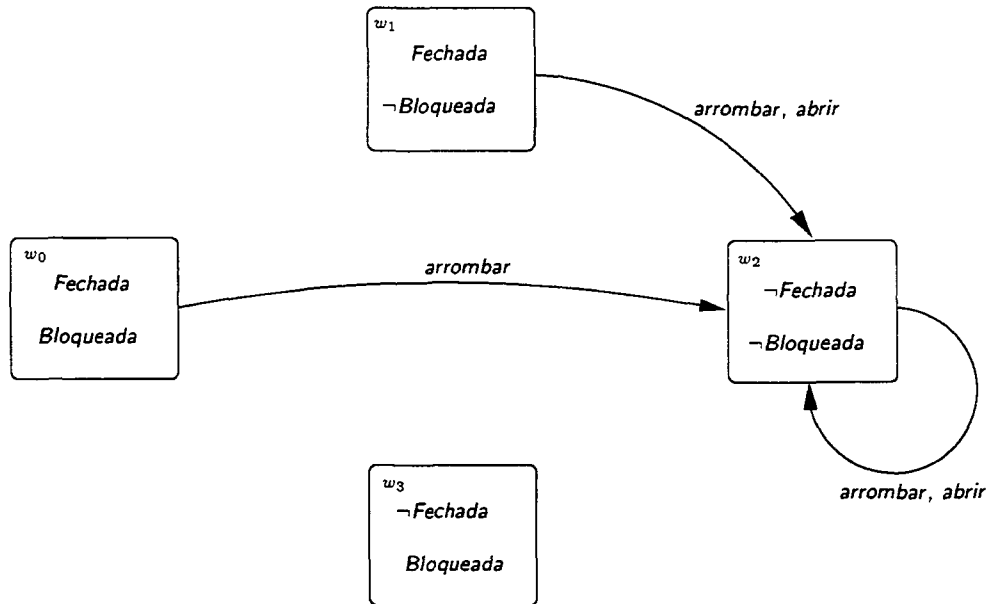 w₁
Fechada
¬Bloqueada
arrombar, abrir
w₀
Fechada
Bloqueada
arrombar
w₂
¬Fechada
¬Bloqueada
arrombar, abrir
w₃
¬Fechada
Bloqueada